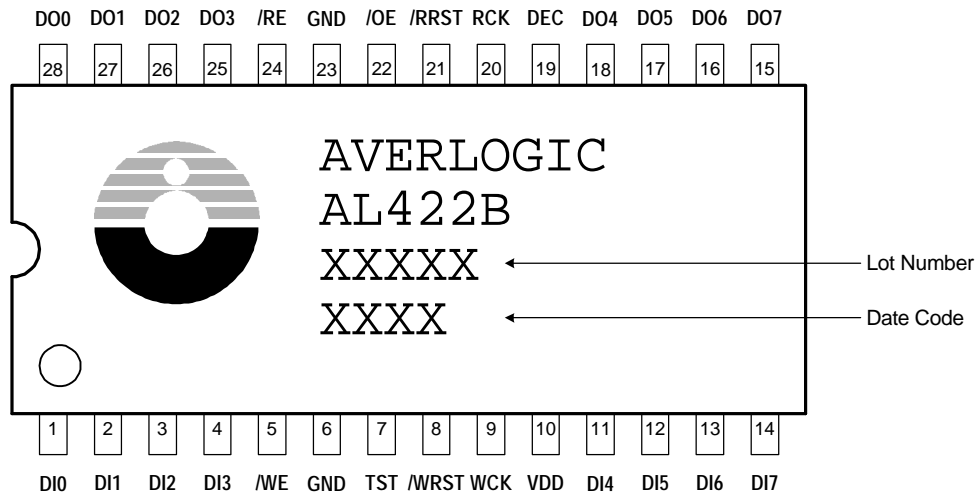 DO0 DO1 DO2 DO3 /RE GND /OE /RRST RCK DEC DO4 DO5 DO6 DO7
28 27 26 25 24 23 22 21 20 19 18 17 16 15
AVERLOGIC
AL422B
XXXXX
Lot Number
XXXX
Date Code
1 2 3 4 5 6 7 8 9 10 11 12 13 14
DI0 DI1 DI2 DI3 /WE GND TST /WRST WCK VDD DI4 DI5 DI6 DI7